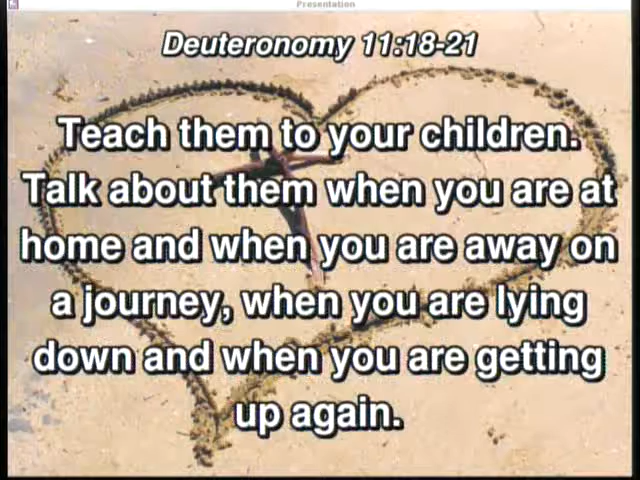 Presentation
Deuteronomy 11:18-21
Teach them to your children.
Talk about them when you are at
home and when you are away on
a journey, when you are lying
down and when you are getting
up again.